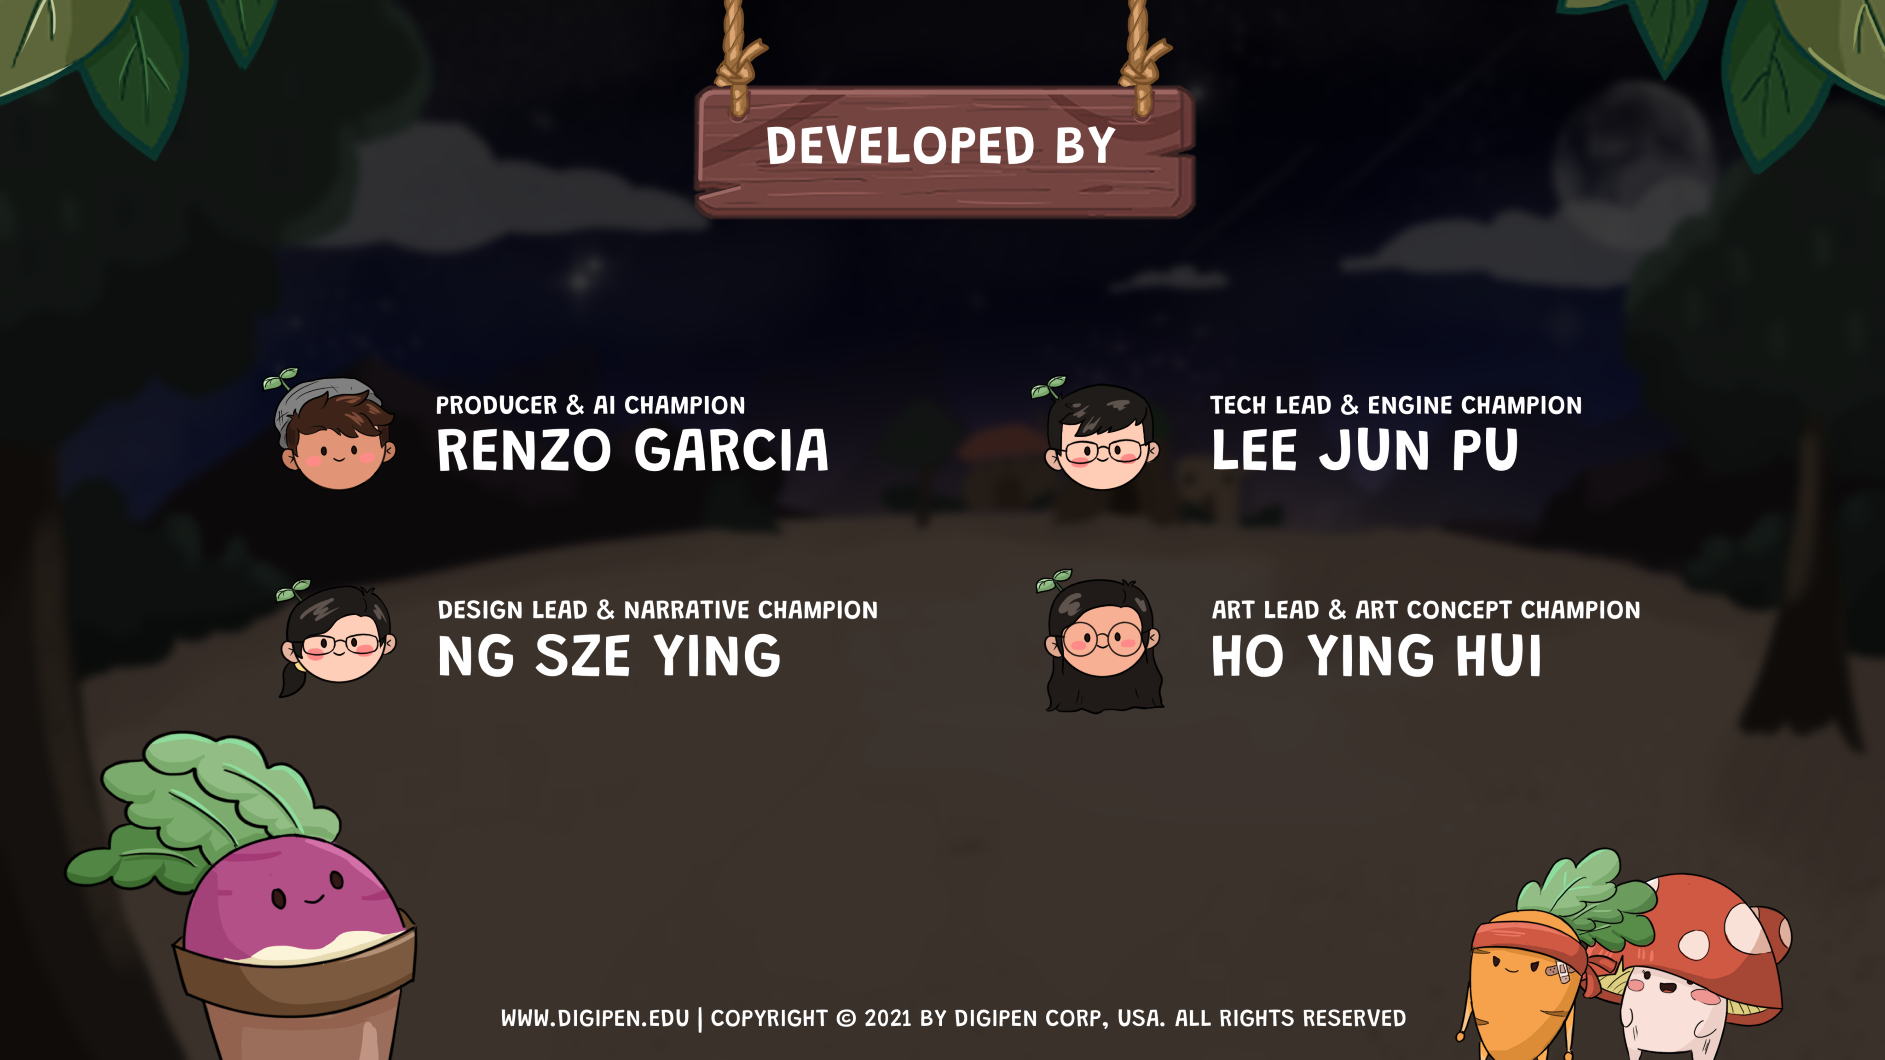 DEVELOPED BY
PRODUCER & AI CHAMPION
RENZO GARCIA
TECH LEAD & ENGINE CHAMPION
LEE JUN PU
DESIGN LEAD & NARRATIVE CHAMPION
NG SZE YING
ART LEAD & ART CONCEPT CHAMPION
HO YING HUI
WWW.DIGIPEN.EDU | COPYRIGHT © 2021 BY DIGIPEN CORP, USA. ALL RIGHTS RESERVED